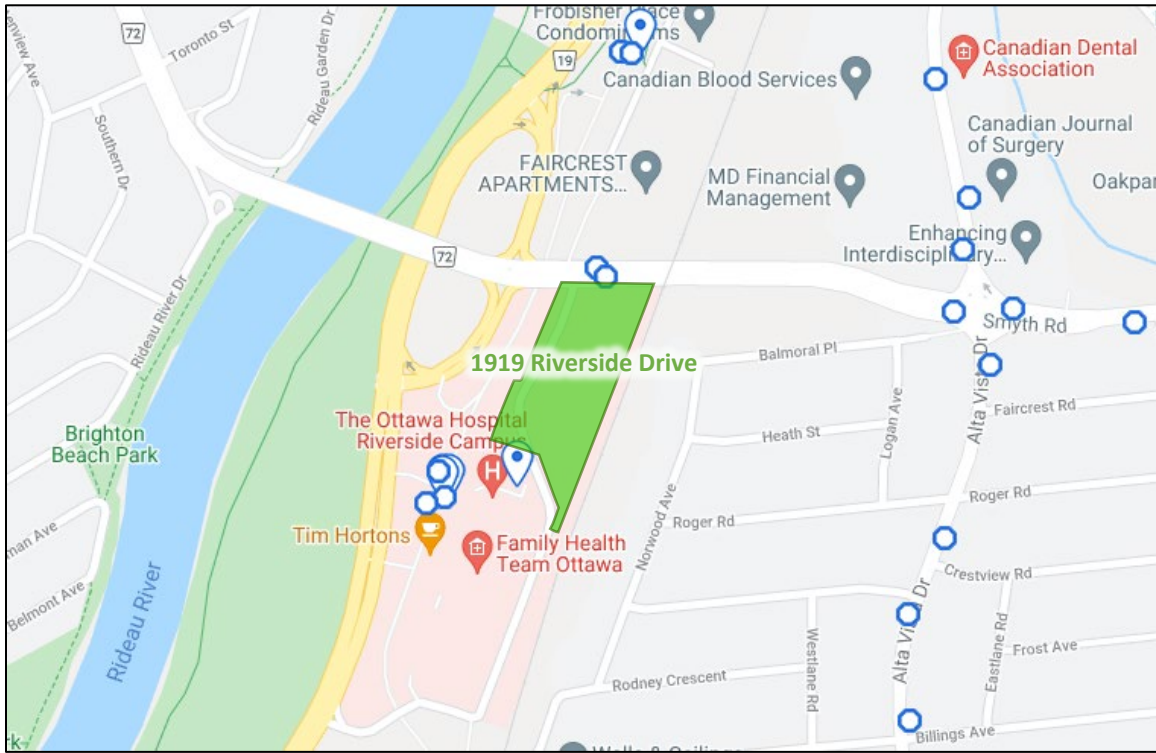 72
Toronto St
Rideau Garden Dr
Southern Dr
Rideau River Dr
19
Frobisher Place
Condominiums
Canadian Blood Services
Canadian Dental
Association
Canadian Journal
of Surgery
Oakpar
FAIRCREST
APARTMENTS...
MD Financial
Management
Enhancing
Interdisciplinary...
72
Smyth Rd
Balmoral Pl
1919 Riverside Drive
Alta Vista Dr
Faircrest Rd
Logan Ave
Heath St
The Ottawa Hospital
Riverside Campus
H
Brighton
Beach Park
Norwood Ave
Roger Rd
Roger Rd
Tim Hortons
Family Health
Team Ottawa
Crestview Rd
Belmont Ave
Rideau River
Alta Vista Dr
Eastlane Rd
Westlane Rd
Frost Ave
Rodney Crescent
Billings Ave